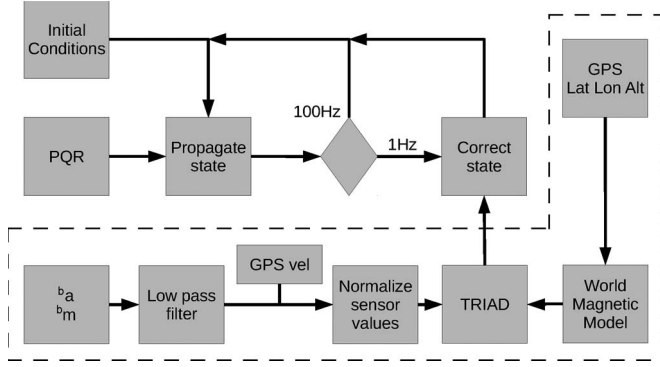 Initial
Conditions
GPS
Lat Lon Alt
100Hz
PQR
Propagate
state
1Hz
Correct
state
GPS vel
ᵇa
ᵇm
Low pass
filter
Normalize
sensor
values
TRIAD
World
Magnetic
Model